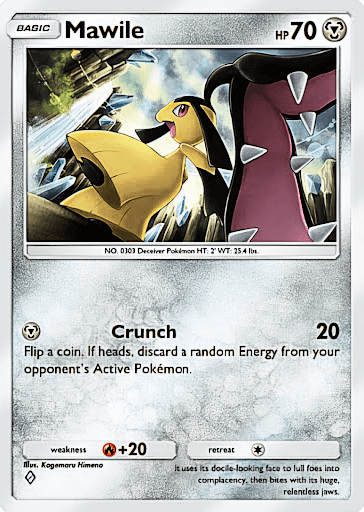 BASIC Mawile HP 70
NO. 0303 Deceiver Pokémon HT: 2' WT: 25.4 lbs.
Crunch 20
Flip a coin. If heads, discard a random Energy from your
opponent's Active Pokémon.
weakness +20 retreat
Illus. Kagemaru Himeno
It uses its docile-looking face to lull foes into
complacency, then bites with its huge,
relentless jaws.